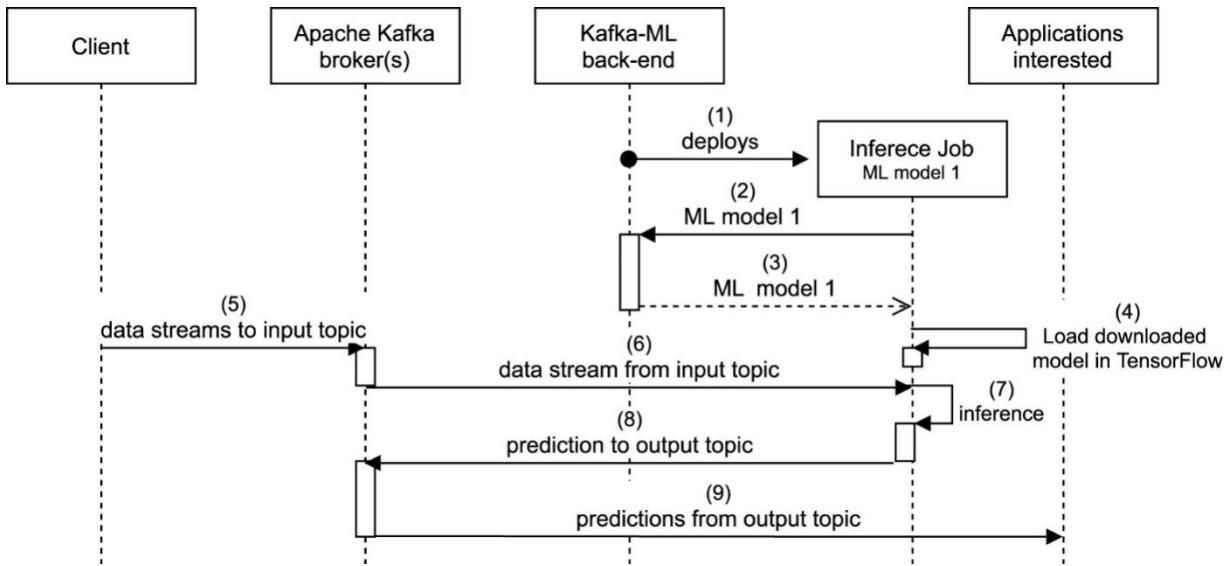 Client
Apache Kafka
broker(s)
Kafka-ML
back-end
Applications
interested
(1)
deploys
Inferece Job
ML model 1
(2)
ML model 1
(3)
ML model 1
(4)
Load downloaded
model in TensorFlow
(5)
data streams to input topic
(6)
data stream from input topic
(7)
inference
(8)
prediction to output topic
(9)
predictions from output topic